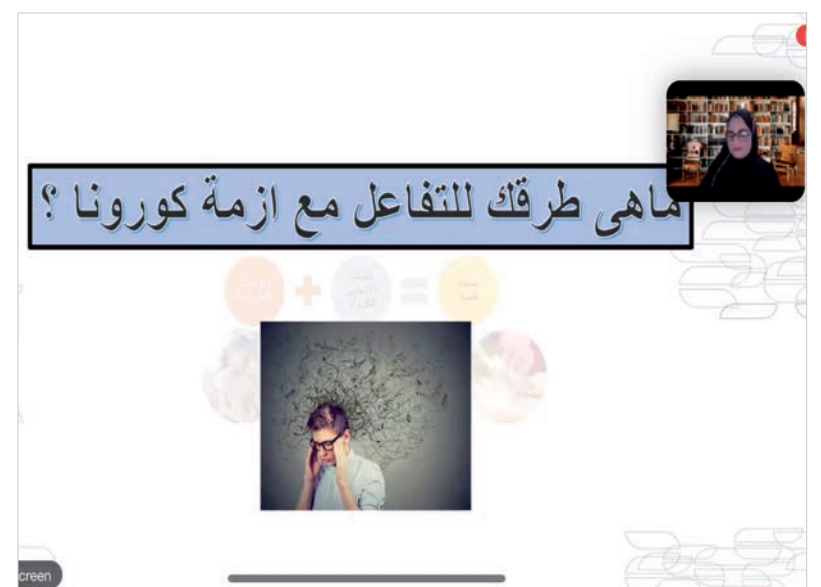 ماهى طرقك للتفاعل مع ازمة كورونا ؟
creen